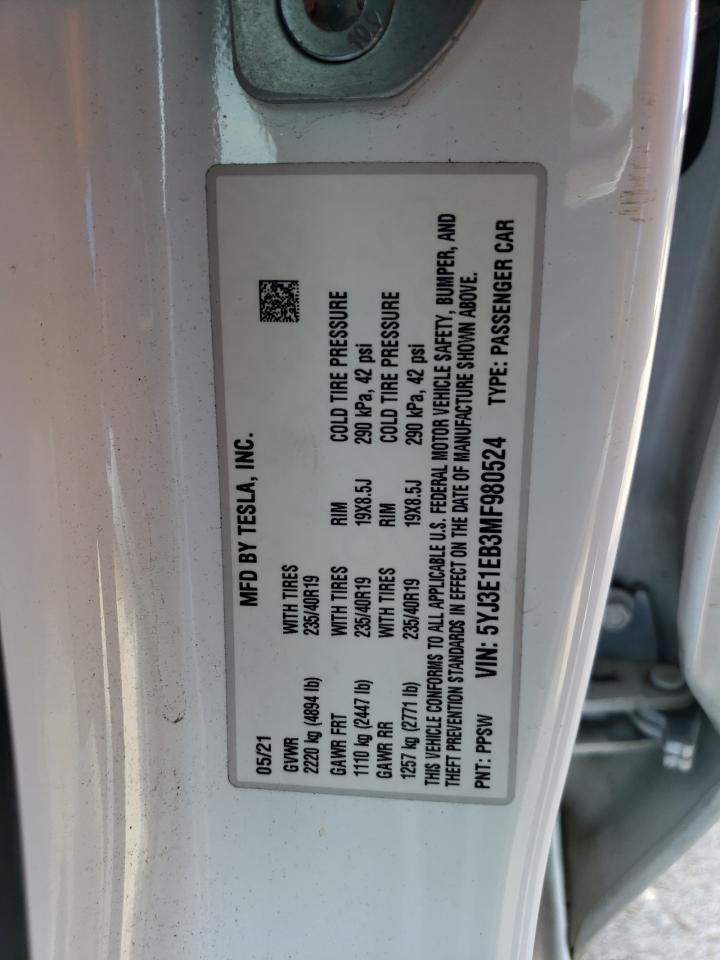 10.7
MFD BY TESLA, INC.
05/21
GVWR WITH TIRES
2220 kg (4894 lb) 235/40R19
GAWR FRT WITH TIRES RIM COLD TIRE PRESSURE
1110 kg (2447 lb) 235/40R19 19X8.5J 290 kPa, 42 psi
GAWR RR WITH TIRES RIM COLD TIRE PRESSURE
1257 kg (2771 lb) 235/40R19 19X8.5J 290 kPa, 42 psi
THIS VEHICLE CONFORMS TO ALL APPLICABLE U.S. FEDERAL MOTOR VEHICLE SAFETY, BUMPER, AND
THEFT PREVENTION STANDARDS IN EFFECT ON THE DATE OF MANUFACTURE SHOWN ABOVE.
PNT: PPSW VIN: 5YJ3E1EB3MF980524 TYPE: PASSENGER CAR